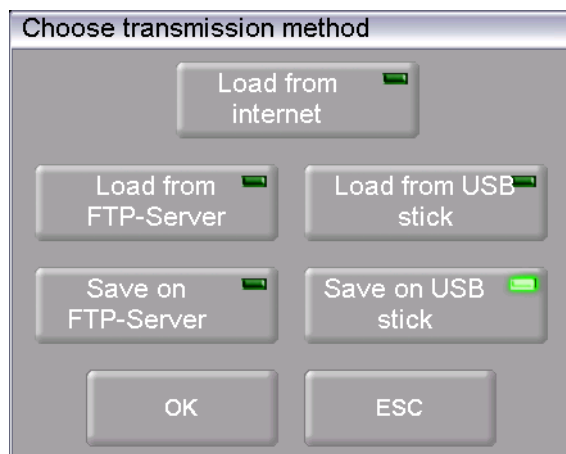 Choose transmission method
Load from
internet
Load from
FTP-Server
Load from USB
stick
Save on
FTP-Server
Save on USB
stick
OK
ESC